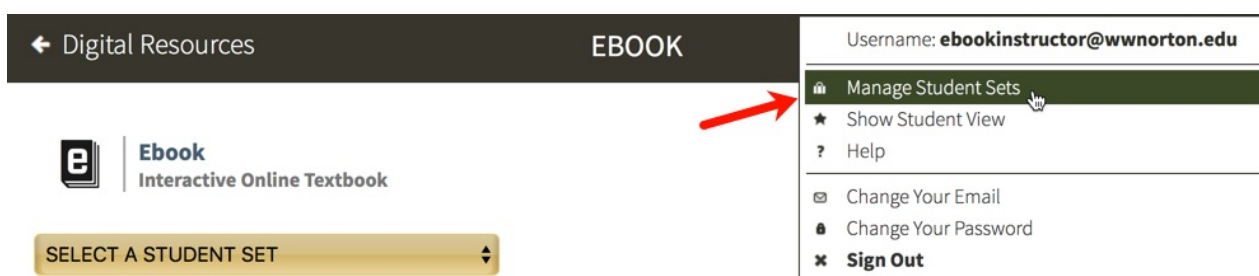 Digital Resources
EBOOK
Username: ebookinstructor@wwnorton.edu
Manage Student Sets
Show Student View
? Help
Change Your Email
Change Your Password
Sign Out
e
Ebook
Interactive Online Textbook
SELECT A STUDENT SET